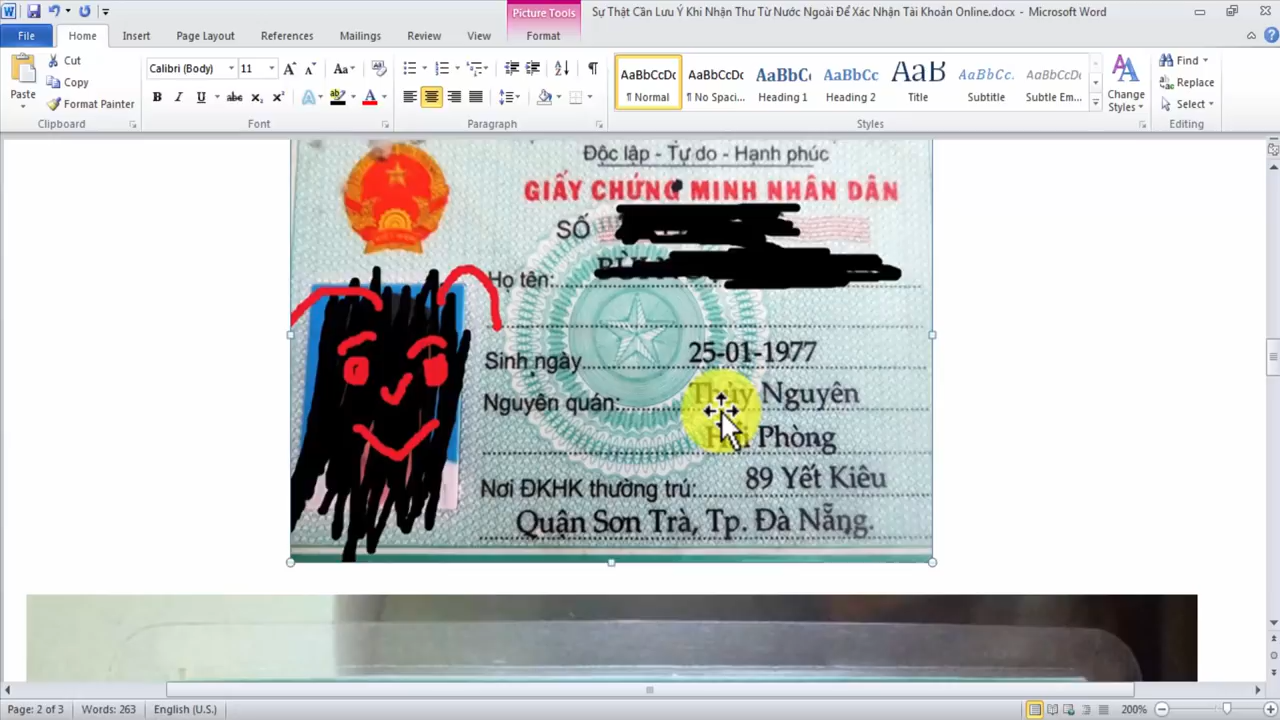 Picture Tools
Sự Thật Cần Lưu Ý Khi Nhận Thư Từ Nước Ngoài Để Xác Nhận Tài Khoản Online.docx - Microsoft Word
File Home Insert Page Layout References Mailings Review View Format
Paste
Cut
Copy
Format Painter
Clipboard
Calibri (Body) 11
Font
Paragraph
AaBbCcDc AaBbCcDc AaBbC AaBbCc AaB AaBbCc. AaBbCcDc
¶ Normal ¶ No Spaci... Heading 1 Heading 2 Title Subtitle Subtle Em...
Styles
Change
Styles
Find
Replace
Select
Editing
Độc lập - Tự do - Hạnh phúc
GIẤY CHỨNG MINH NHÂN DÂN
SỐ
Họ tên:
Sinh ngày 25-01-1977
Nguyên quán: Thủy Nguyên
Hải Phòng
Nơi ĐKHK thường trú: 89 Yết Kiêu
Quận Sơn Trà, Tp. Đà Nẵng.
Page: 2 of 3 Words: 263 English (U.S.) 200%